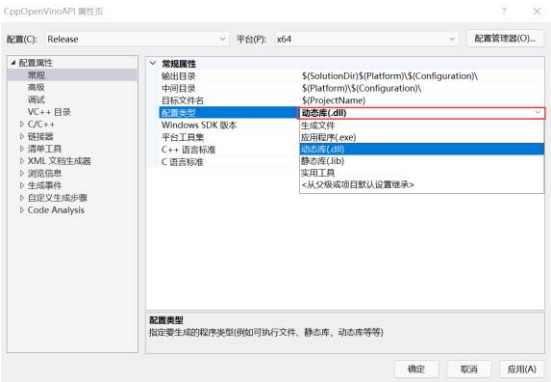 CppOpenVinoAPI 属性页
? ×
配置(C): Release 平台(P): x64 配置管理器(O)...
配置属性
常规
高级
调试
VC++ 目录
C/C++
链接器
清单工具
XML 文档生成器
浏览信息
生成事件
自定义生成步骤
Code Analysis
常规属性
输出目录 $(SolutionDir)$(Platform)\$(Configuration)\
中间目录 $(Platform)\$(Configuration)\
目标文件名 $(ProjectName)
配置类型 动态库(.dll)
Windows SDK 版本 生成文件
平台工具集 应用程序(.exe)
C++ 语言标准 动态库(.dll)
C 语言标准 静态库(.lib)
实用工具
<从父级或项目默认设置继承>
配置类型
指定要生成的程序类型(例如可执行文件、静态库，动态库等等)
确定 取消 应用(A)